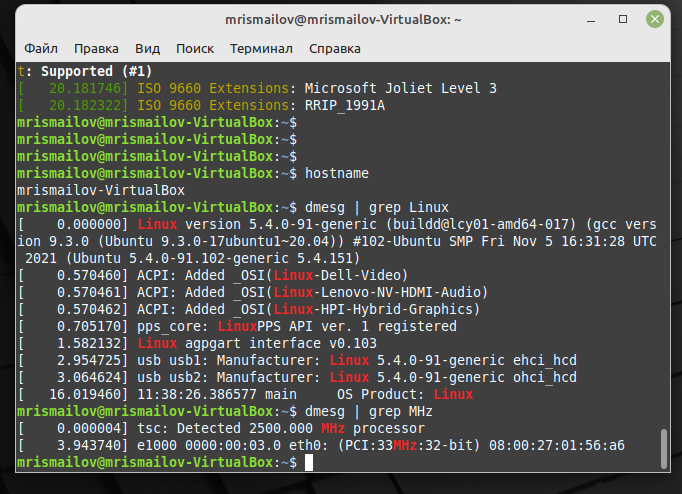 mrismailov@mrismailov-VirtualBox: ~
Файл Правка Вид Поиск Терминал Справка
t: Supported (#1)
[   20.181746] ISO 9660 Extensions: Microsoft Joliet Level 3
[   20.182322] ISO 9660 Extensions: RRIP_1991A
mrismailov@mrismailov-VirtualBox:~$
mrismailov@mrismailov-VirtualBox:~$
mrismailov@mrismailov-VirtualBox:~$
mrismailov@mrismailov-VirtualBox:~$ hostname
mrismailov-VirtualBox
mrismailov@mrismailov-VirtualBox:~$ dmesg | grep Linux
[    0.000000] Linux version 5.4.0-91-generic (buildd@lcy01-amd64-017) (gcc vers
ion 9.3.0 (Ubuntu 9.3.0-17ubuntu1~20.04)) #102-Ubuntu SMP Fri Nov 5 16:31:28 UTC
 2021 (Ubuntu 5.4.0-91.102-generic 5.4.151)
[    0.570460] ACPI: Added _OSI(Linux-Dell-Video)
[    0.570461] ACPI: Added _OSI(Linux-Lenovo-NV-HDMI-Audio)
[    0.570462] ACPI: Added _OSI(Linux-HPI-Hybrid-Graphics)
[    0.705170] pps_core: LinuxPPS API ver. 1 registered
[    1.582132] Linux agpgart interface v0.103
[    2.954725] usb usb1: Manufacturer: Linux 5.4.0-91-generic ehci_hcd
[    3.064624] usb usb2: Manufacturer: Linux 5.4.0-91-generic ohci_hcd
[   16.019460] 11:38:26.386577 main     OS Product: Linux
mrismailov@mrismailov-VirtualBox:~$ dmesg | grep MHz
[    0.000004] tsc: Detected 2500.000 MHz processor
[    3.943740] e1000 0000:00:03.0 eth0: (PCI:33MHz:32-bit) 08:00:27:01:56:a6
mrismailov@mrismailov-VirtualBox:~$